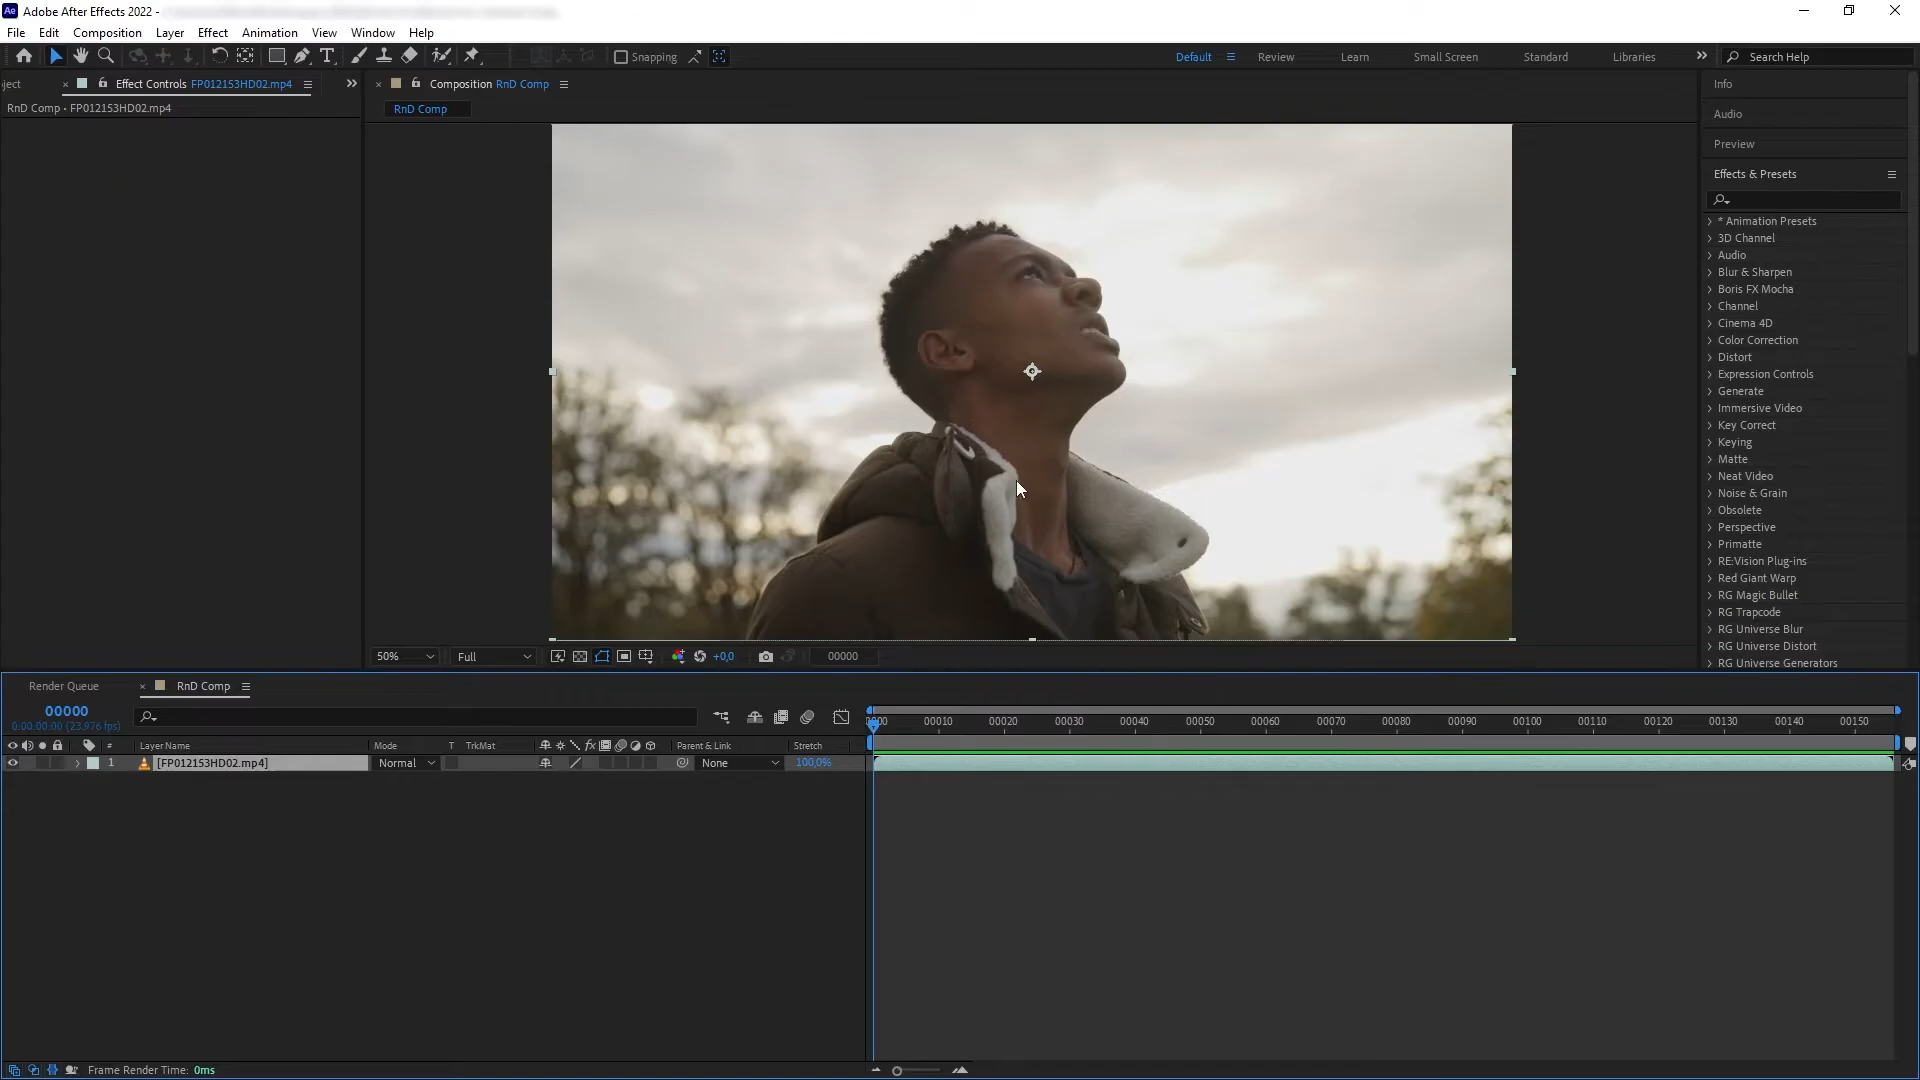 Ae Adobe After Effects 2022 -
File Edit Composition Layer Effect Animation View Window Help
Snapping Default Review Learn Small Screen Standard Libraries Search Help
ject Effect Controls FP012153HD02.mp4
RnD Comp • FP012153HD02.mp4
Composition RnD Comp
RnD Comp
Info
Audio
Preview
Effects & Presets
* Animation Presets
3D Channel
Audio
Blur & Sharpen
Boris FX Mocha
Channel
Cinema 4D
Color Correction
Distort
Expression Controls
Generate
Immersive Video
Key Correct
Keying
Matte
Neat Video
Noise & Grain
Obsolete
Perspective
Primatte
RE:Vision Plug-ins
Red Giant Warp
RG Magic Bullet
RG Trapcode
RG Universe Blur
RG Universe Distort
RG Universe Generators
50% Full +0,0 00000
Render Queue RnD Comp
00000
0:00:00:00 (23.976 fps)
0000 00010 00020 00030 00040 00050 00060 00070 00080 00090 00100 00110 00120 00130 00140 00150
# Layer Name Mode T TrkMat fx Parent & Link Stretch
1 [FP012153HD02.mp4] Normal None 100,0%
Frame Render Time: 0ms